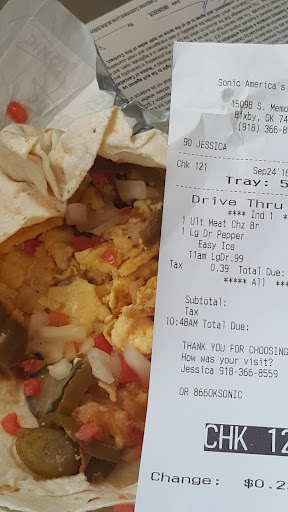 Sonic America's
15098 S. Memo
Bixby, OK 74
(918) 366-8
90 JESSICA
Chk 121 Sep24'16
Tray: 5
Drive Thru
**** Ind 1 **
1 Ult Meat Chz Br
1 Lg Dr Pepper
Easy Ice
11am LgDr.99
Tax 0.39 Total Due:
***** All *
Subtotal:
Tax
10:48AM Total Due:
THANK YOU FOR CHOOSING
How was your visit?
Jessica 918-366-8559
OR 866OKSONIC
CHK 12
Change: $0.2